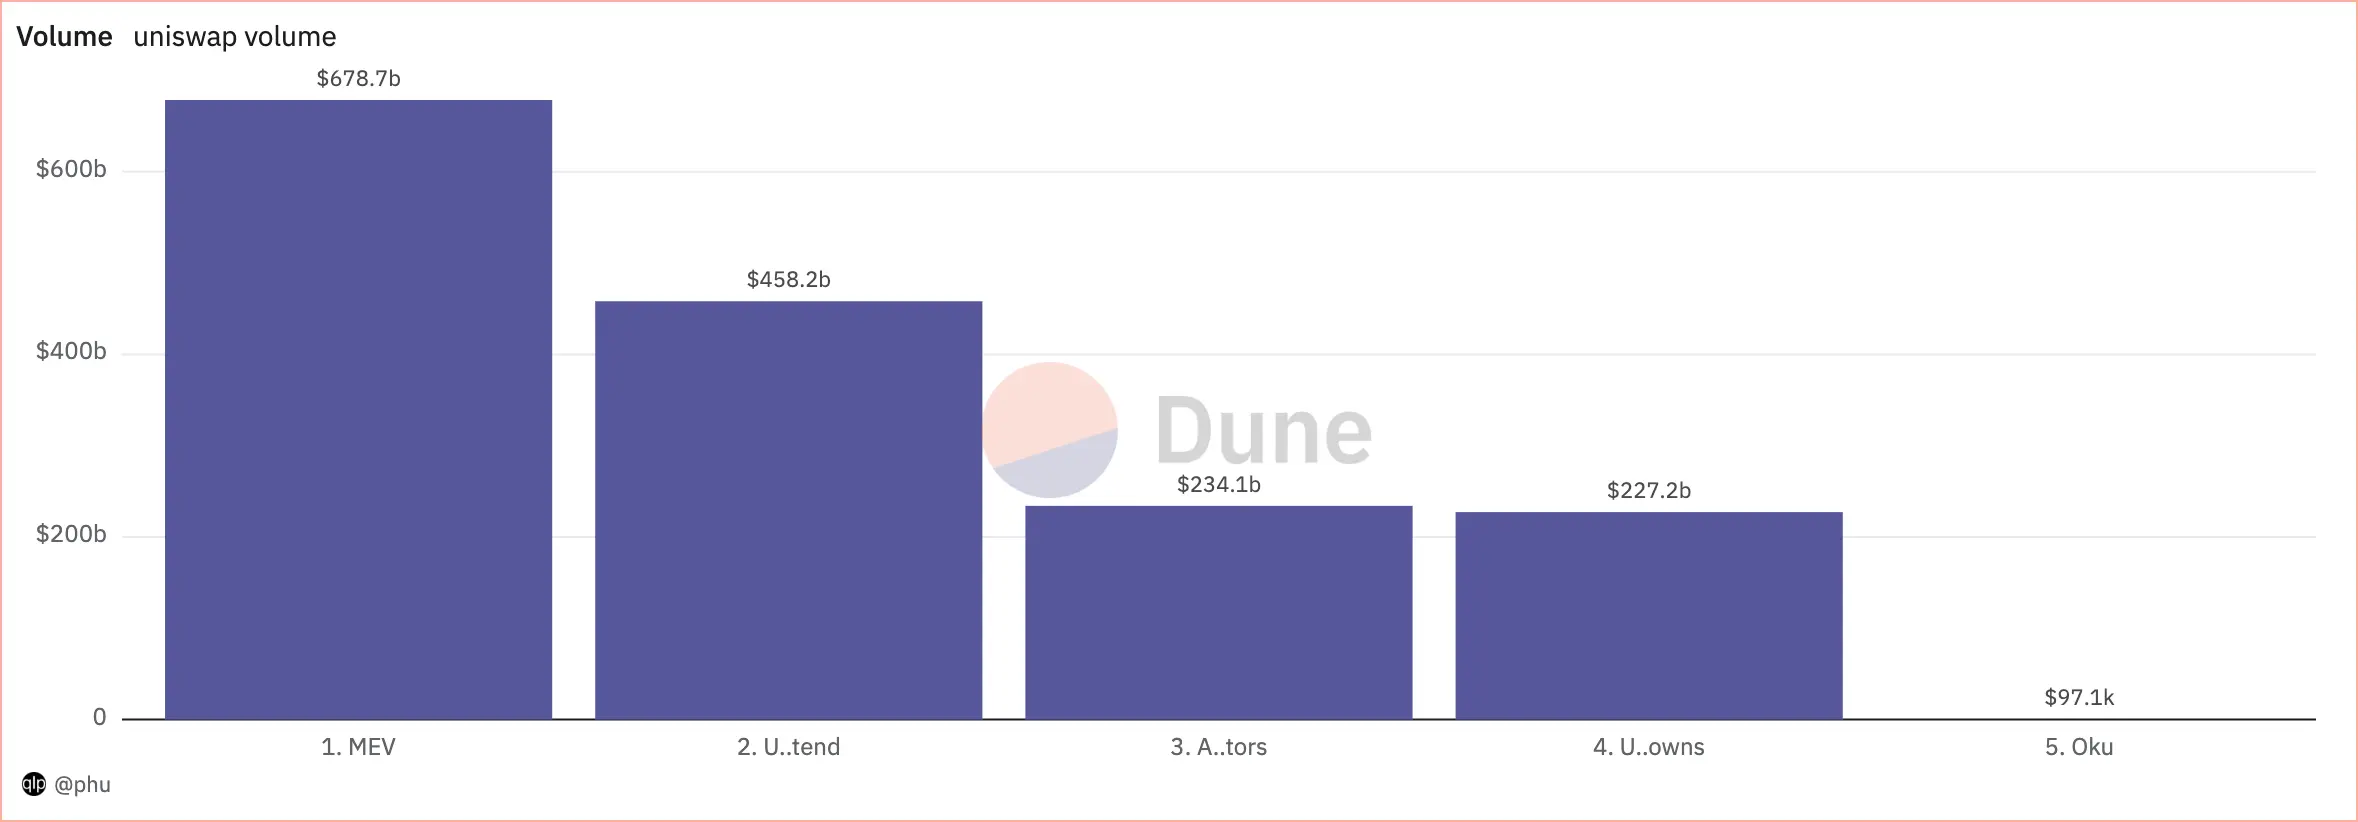 Volume uniswap volume
$678.7b
$600b
$458.2b
$400b
Dune
$234.1b
$227.2b
$200b
$97.1k
0
1. MEV 2. U..tend 3. A..tors 4. U..owns 5. Oku
qlp @phu